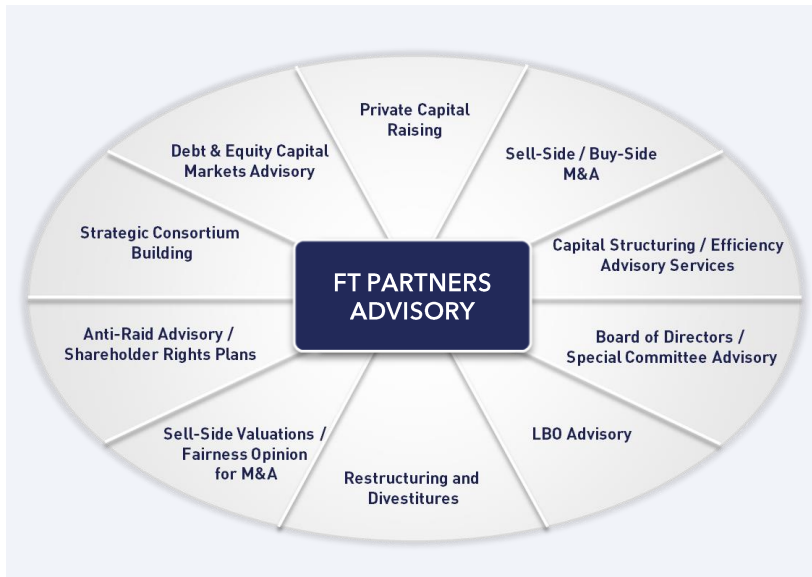 Private Capital
Raising
Sell-Side / Buy-Side
M&A
Capital Structuring / Efficiency
Advisory Services
Board of Directors /
Special Committee Advisory
LBO Advisory
Restructuring and
Divestitures
Sell-Side Valuations /
Fairness Opinion
for M&A
Anti-Raid Advisory /
Shareholder Rights Plans
Strategic Consortium
Building
Debt & Equity Capital
Markets Advisory
FT PARTNERS
ADVISORY